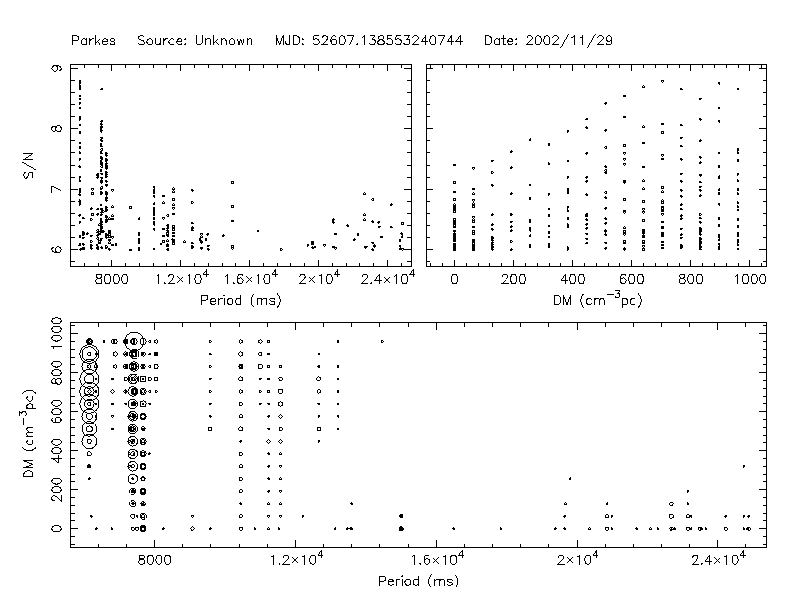 Parkes Source: Unknown MJD: 52607.138553240744 Date: 2002/11/29
9
8
7
6
S/N
8000 1.2×10⁴ 1.6×10⁴ 2×10⁴ 2.4×10⁴
Period (ms)
0 200 400 600 800 1000
DM (cm⁻³pc)
1000
800
600
400
200
0
DM (cm⁻³pc)
8000 1.2×10⁴ 1.6×10⁴ 2×10⁴ 2.4×10⁴
Period (ms)